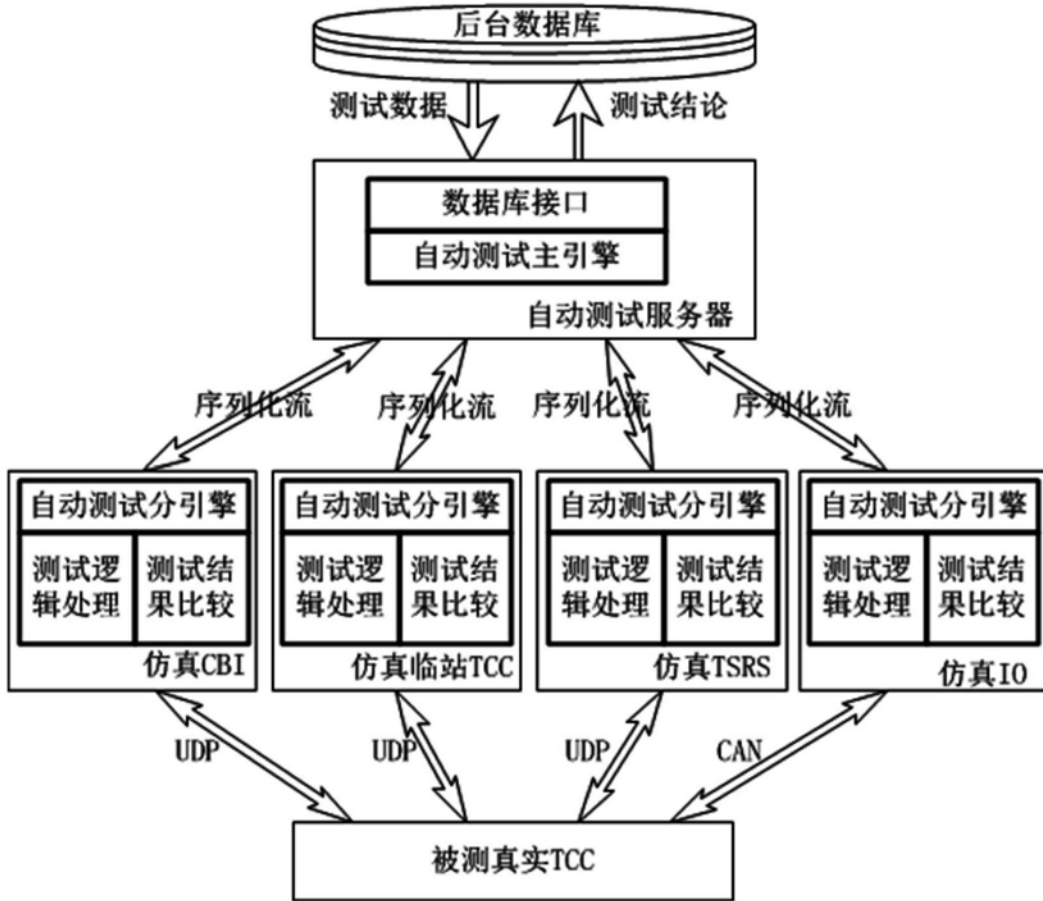 后台数据库
测试数据
测试结论
数据库接口
自动测试主引擎
自动测试服务器
序列化流
序列化流
序列化流
序列化流
自动测试分引擎
测试逻
辑处理
测试结
果比较
仿真CBI
自动测试分引擎
测试逻
辑处理
测试结
果比较
仿真临站TCC
自动测试分引擎
测试逻
辑处理
测试结
果比较
仿真TSRS
自动测试分引擎
测试逻
辑处理
测试结
果比较
仿真IO
UDP
UDP
UDP
CAN
被测真实TCC